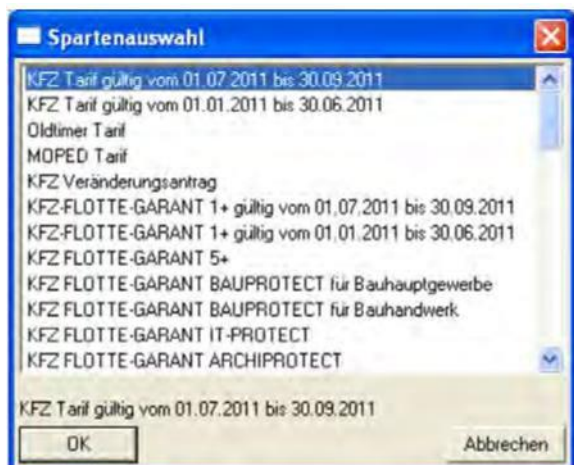 Spartenauswahl
KFZ Tarif gültig vom 01.07.2011 bis 30.09.2011
KFZ Tarif gültig vom 01.01.2011 bis 30.06.2011
Oldtimer Tarif
MOPED Tarif
KFZ Veränderungsantrag
KFZ-FLOTTE-GARANT 1+ gültig vom 01.07.2011 bis 30.09.2011
KFZ-FLOTTE-GARANT 1+ gültig vom 01.01.2011 bis 30.06.2011
KFZ FLOTTE-GARANT 5+
KFZ FLOTTE-GARANT BAUPROTECT für Bauhauptgewerbe
KFZ FLOTTE-GARANT BAUPROTECT für Bauhandwerk
KFZ FLOTTE-GARANT IT-PROTECT
KFZ FLOTTE-GARANT ARCHIPROTECT
KFZ Tarif gültig vom 01.07.2011 bis 30.09.2011
OK Abbrechen